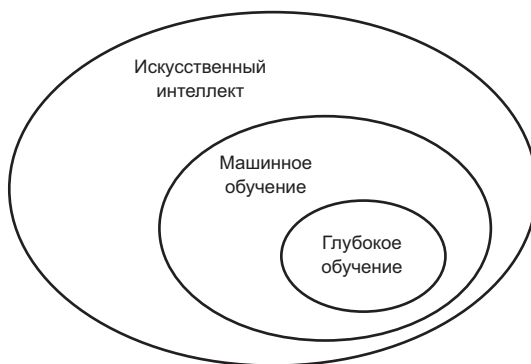 Искусственный
интеллект
Машинное
обучение
Глубокое
обучение